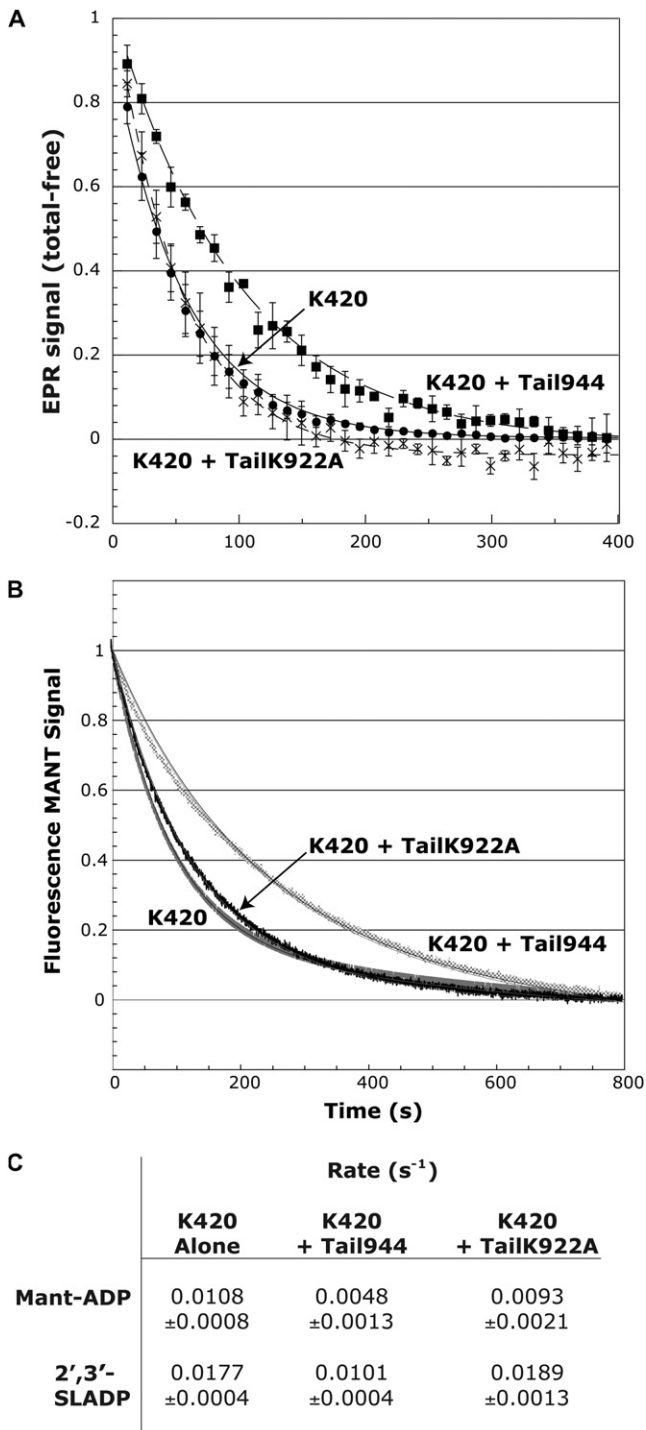 A
EPR signal (total-free)
1
0.8
0.6
0.4
0.2
0
-0.2
K420
K420 + Tail944
K420 + TailK922A
0 100 200 300 400
B
Fluorescence MANT Signal
1
0.8
0.6
0.4
0.2
0
K420 + TailK922A
K420
K420 + Tail944
0 200 400 600 800
Time (s)
C
Rate (s⁻¹)
K420 K420 K420
Alone + Tail944 + TailK922A
Mant-ADP 0.0108 0.0048 0.0093
±0.0008 ±0.0013 ±0.0021
2′,3′- 0.0177 0.0101 0.0189
SLADP ±0.0004 ±0.0004 ±0.0013